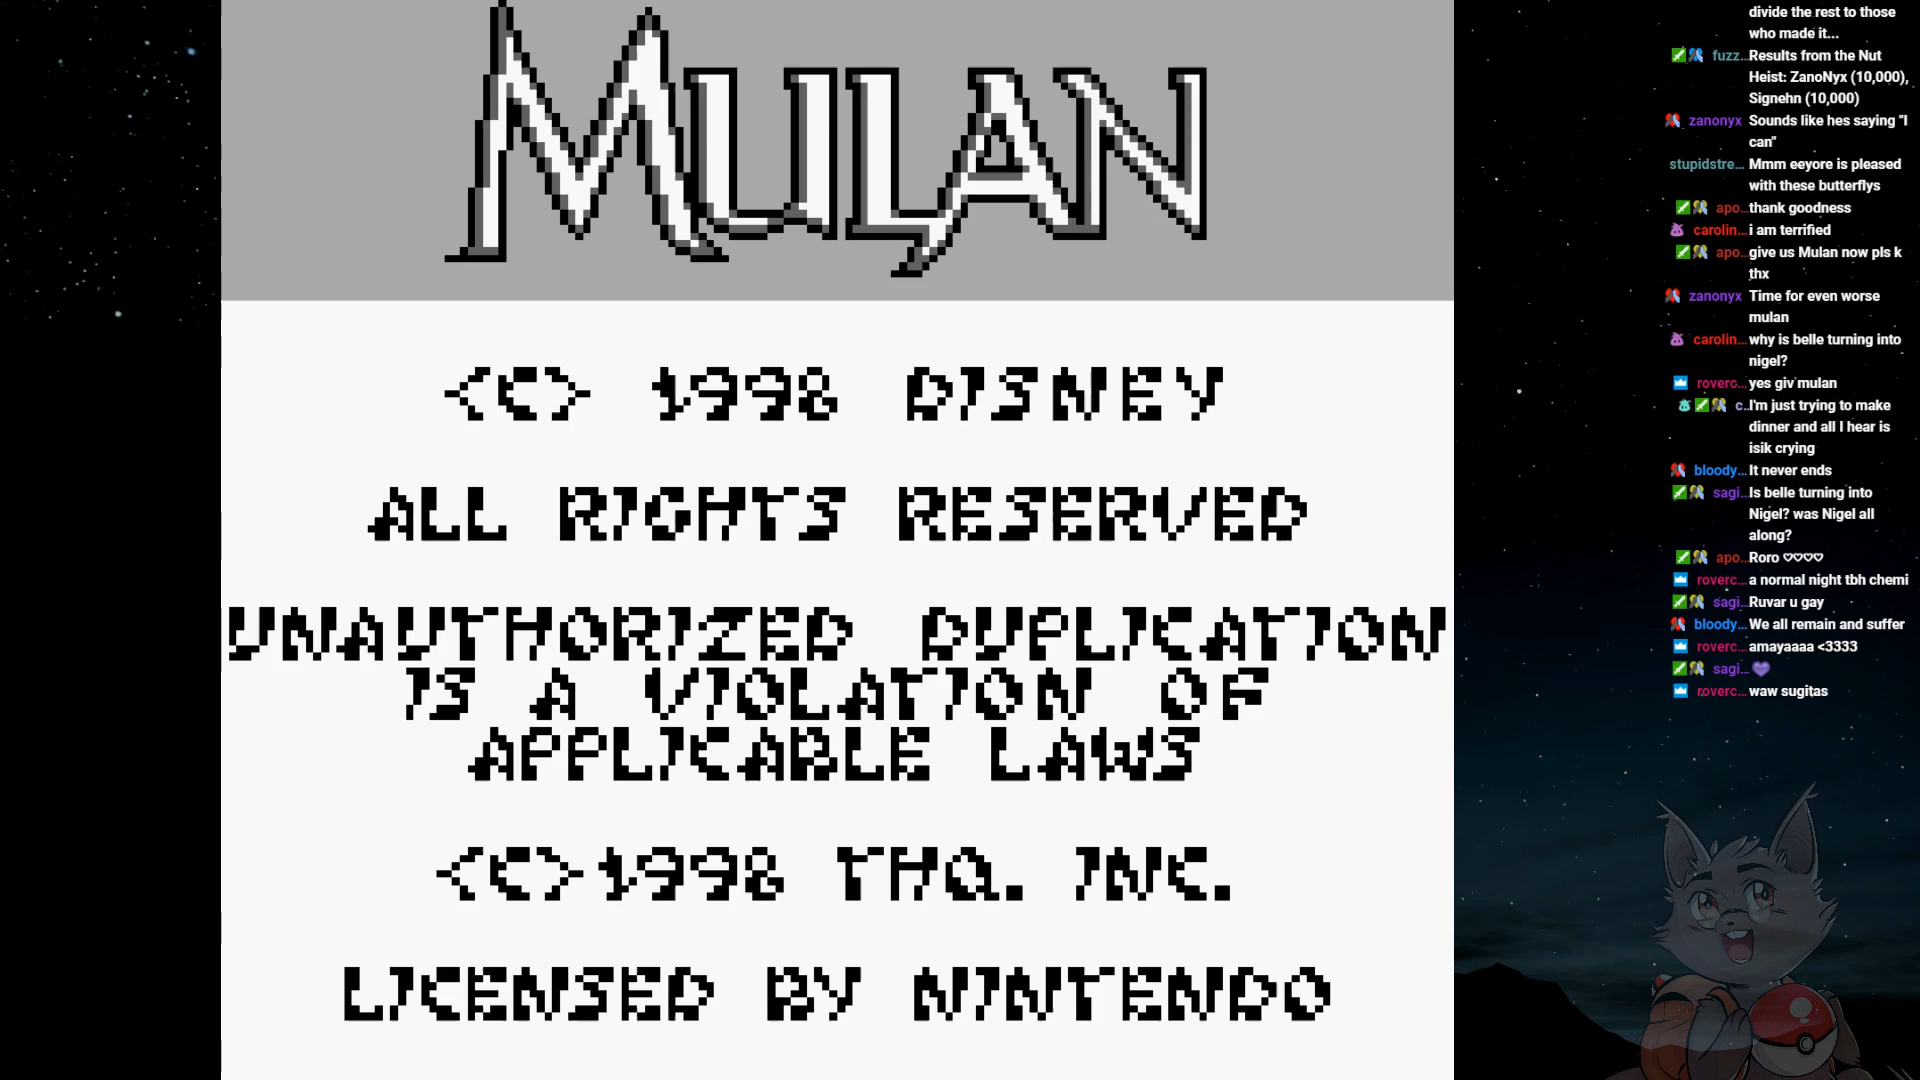 MULAN
<C> 1998 DISNEY
ALL RIGHTS RESERVED
UNAUTHORIZED DUPLICATION
IS A VIOLATION OF
APPLICABLE LAWS
<C>1998 THQ. INC.
LICENSED BY NINTENDO
divide the rest to those
who made it...
fuzz... Results from the Nut
Heist: ZanoNyx (10,000),
Signehn (10,000)
zanonyx Sounds like hes saying "I
can"
stupidstre... Mmm eeyore is pleased
with these butterflys
apo... thank goodness
carolin... i am terrified
apo... give us Mulan now pls k
thx
zanonyx Time for even worse
mulan
carolin... why is belle turning into
nigel?
roverc... yes giv mulan
c... I'm just trying to make
dinner and all I hear is
isik crying
bloody... It never ends
sagi... Is belle turning into
Nigel? was Nigel all
along?
apo... Roro ♡♡♡♡
roverc... a normal night tbh chemi
sagi... Ruvar u gay
bloody... We all remain and suffer
roverc... amayaaaa <3333
sagi... 💜
roverc... waw sugitas